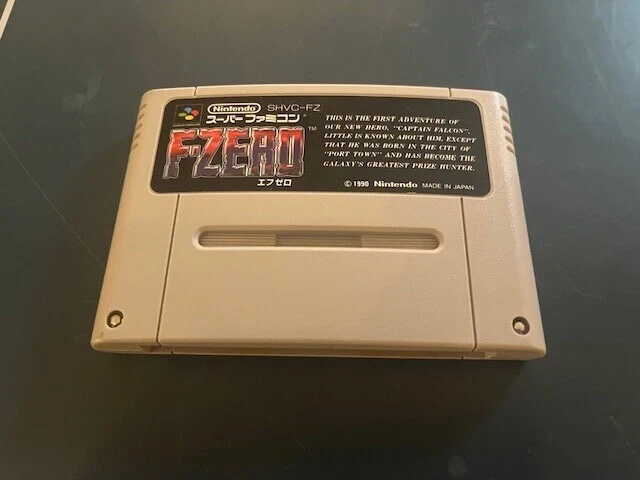 Nintendo SHVC-FZ
スーパーファミコン
F-ZERO™
エフゼロ
THIS IS THE FIRST ADVENTURE OF
OUR NEW HERO, "CAPTAIN FALCON".
LITTLE IS KNOWN ABOUT HIM, EXCEPT
THAT HE WAS BORN IN THE CITY OF
"PORT TOWN" AND HAS BECOME THE
GALAXY'S GREATEST PRIZE HUNTER.
© 1990 Nintendo MADE IN JAPAN